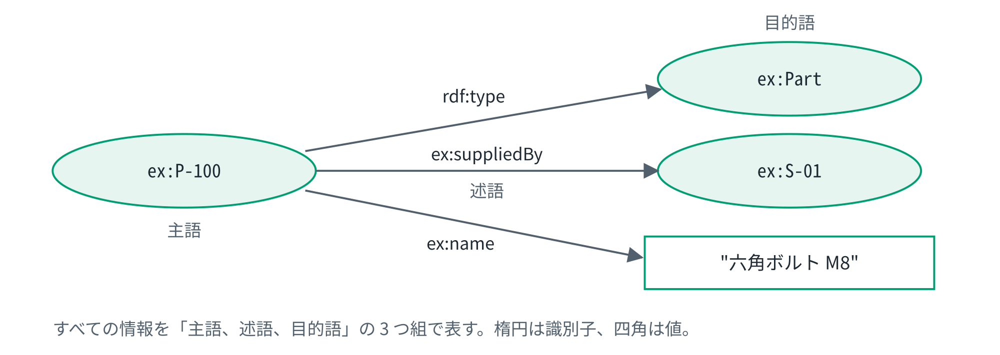 目的語
ex:Part
rdf:type
ex:suppliedBy
ex:P-100
ex:S-01
述語
主語
ex:name
"六角ボルト M8"
すべての情報を「主語、述語、目的語」の 3 つ組で表す。楕円は識別子、四角は値。